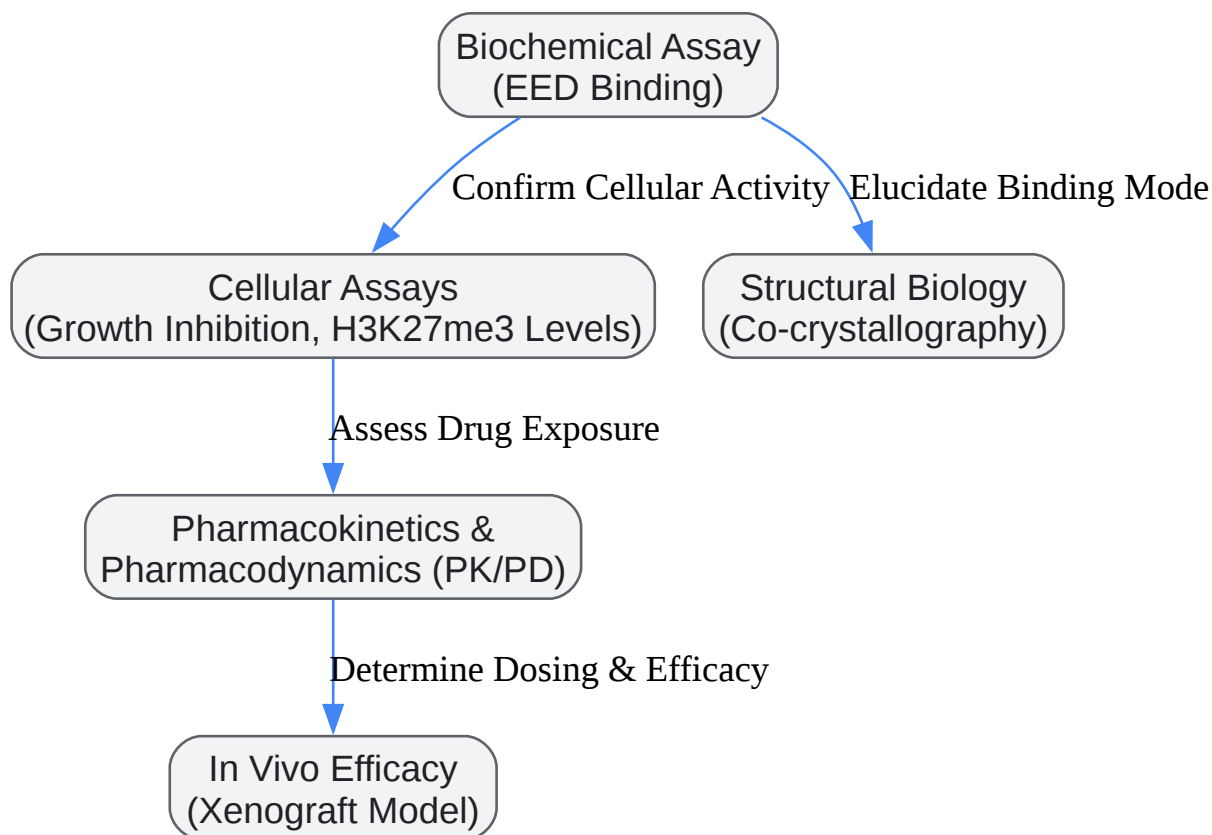 Biochemical Assay
(EED Binding)
Confirm Cellular Activity
Elucidate Binding Mode
Cellular Assays
(Growth Inhibition, H3K27me3 Levels)
Structural Biology
(Co-crystallography)
Assess Drug Exposure
Pharmacokinetics &
Pharmacodynamics (PK/PD)
Determine Dosing & Efficacy
In Vivo Efficacy
(Xenograft Model)